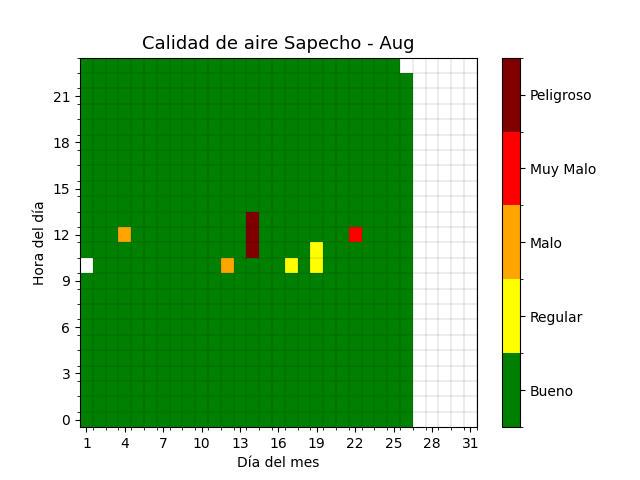 Calidad de aire Sapecho - Aug
Hora del día
21
18
15
12
9
6
3
0
1 4 7 10 13 16 19 22 25 28 31
Día del mes
Peligroso
Muy Malo
Malo
Regular
Bueno